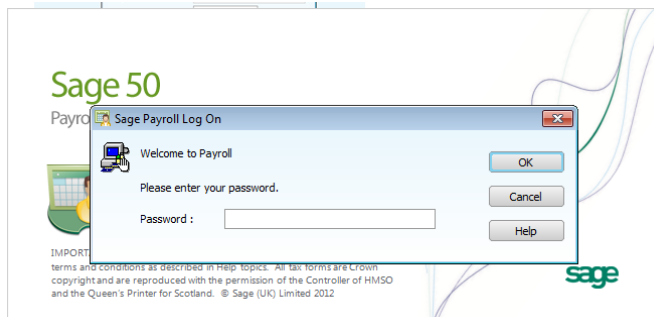 Sage 50
Payro
Sage Payroll Log On
Welcome to Payroll
OK
Please enter your password.
Cancel
Password :
Help
IMPORT
terms and conditions as described in Help topics. All tax forms are Crown
copyright and are reproduced with the permission of the Controller of HMSO
and the Queen's Printer for Scotland. © Sage (UK) Limited 2012
sage